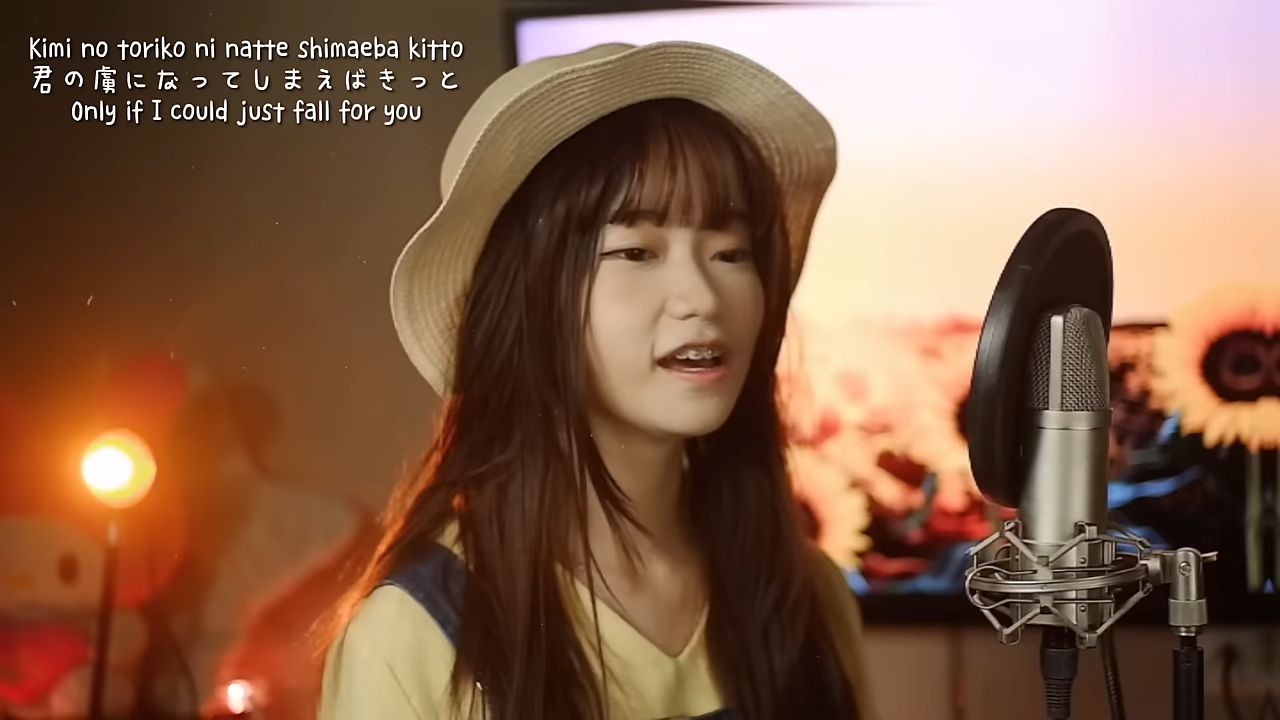 Kimi no toriko ni natte shimaeba kitto
君の虜になってしまえばきっと
Only if I could just fall for you